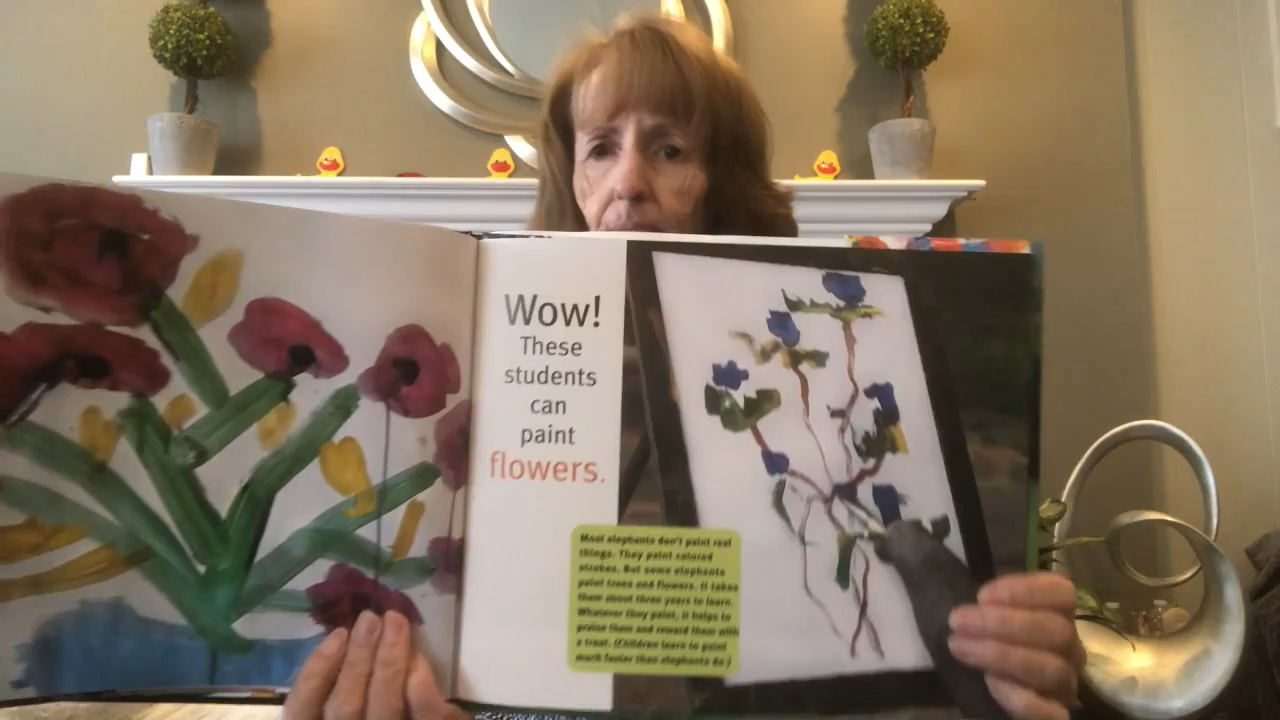 Wow!
These
students
can
paint
flowers.
Most elephants don't paint real
things. They paint colored
strokes. But some elephants
paint trees and flowers. It takes
them about three years to learn.
Whatever they paint, it helps to
praise them and reward them with
a treat. (Children learn to paint
much faster than elephants do.)